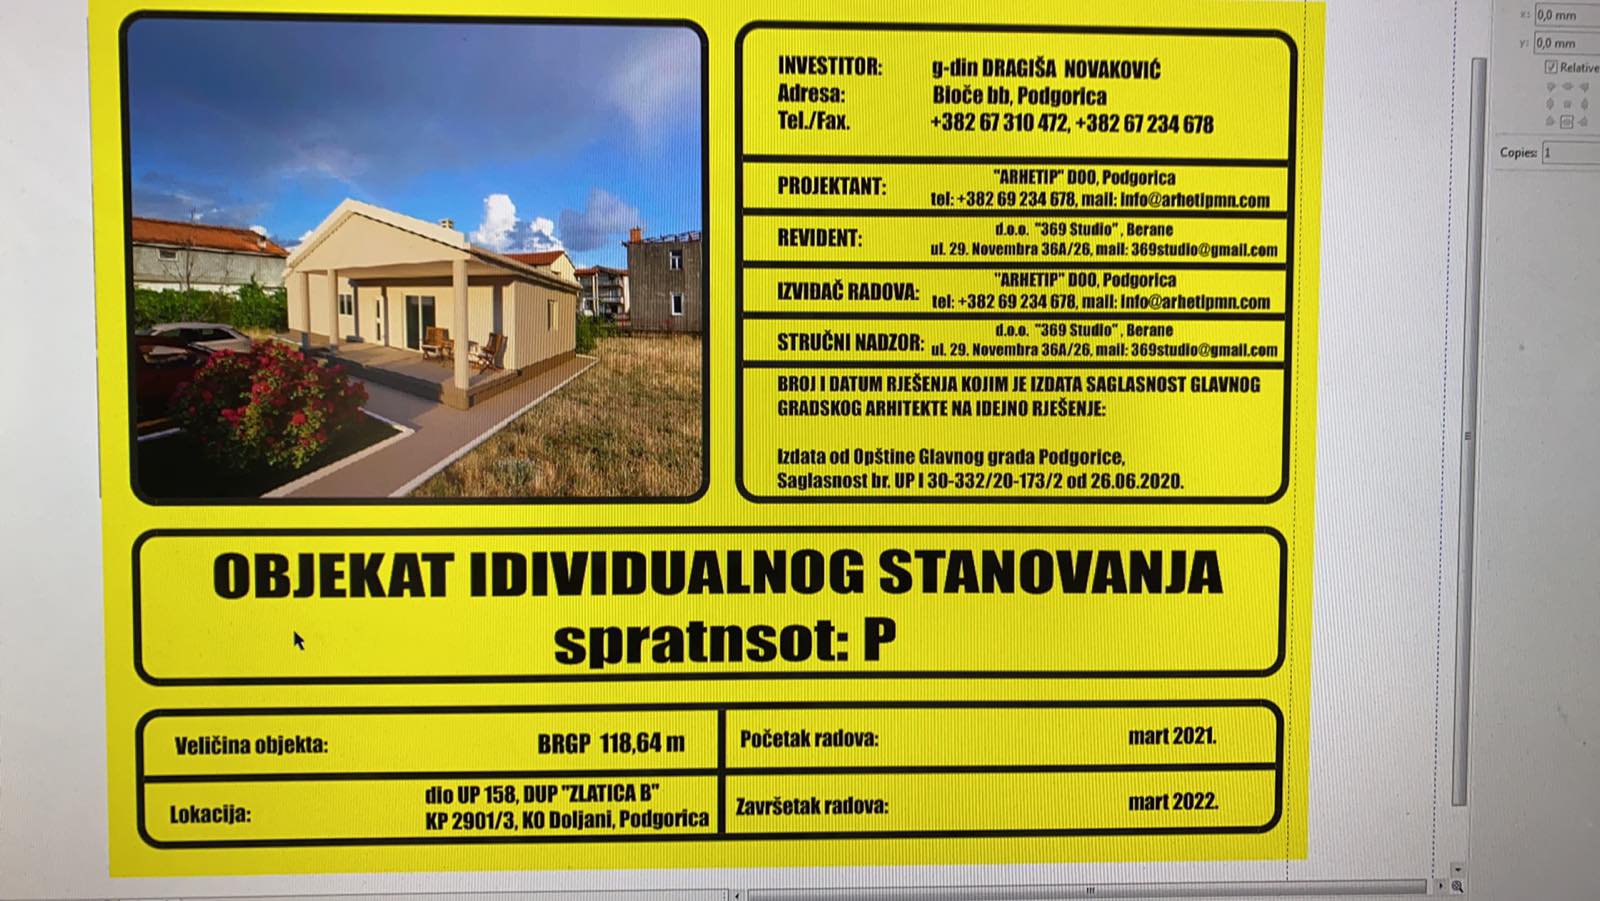 INVESTITOR: g-din DRAGIŠA NOVAKOVIĆ
Adresa: Bioče bb, Podgorica
Tel./Fax. +382 67 310 472, +382 67 234 678
PROJEKTANT: "ARHETIP" DOO, Podgorica
tel: +382 69 234 678, mail: info@arhetipmn.com
REVIDENT: d.o.o. "369 Studio", Berane
ul. 29. Novembra 36A/26, mail: 369studio@gmail.com
IZVIĐAČ RADOVA: "ARHETIP" DOO, Podgorica
tel: +382 69 234 678, mail: info@arhetipmn.com
STRUČNI NADZOR: d.o.o. "369 Studio", Berane
ul. 29. Novembra 36A/26, mail: 369studio@gmail.com
BROJ I DATUM RJEŠENJA KOJIM JE IZDATA SAGLASNOST GLAVNOG
GRADSKOG ARHITEKTE NA IDEJNO RJEŠENJE:
Izdata od Opštine Glavnog grada Podgorice,
Saglasnost br. UP I 30-332/20-173/2 od 26.06.2020.
OBJEKAT IDIVIDUALNOG STANOVANJA
spratnsot: P
Veličina objekta: BRGP 118,64 m
Početak radova: mart 2021.
Lokacija: dio UP 158, DUP "ZLATICA B"
KP 2901/3, KO Doljani, Podgorica
Završetak radova: mart 2022.
x: 0,0 mm
y: 0,0 mm
Relative
Copies: 1